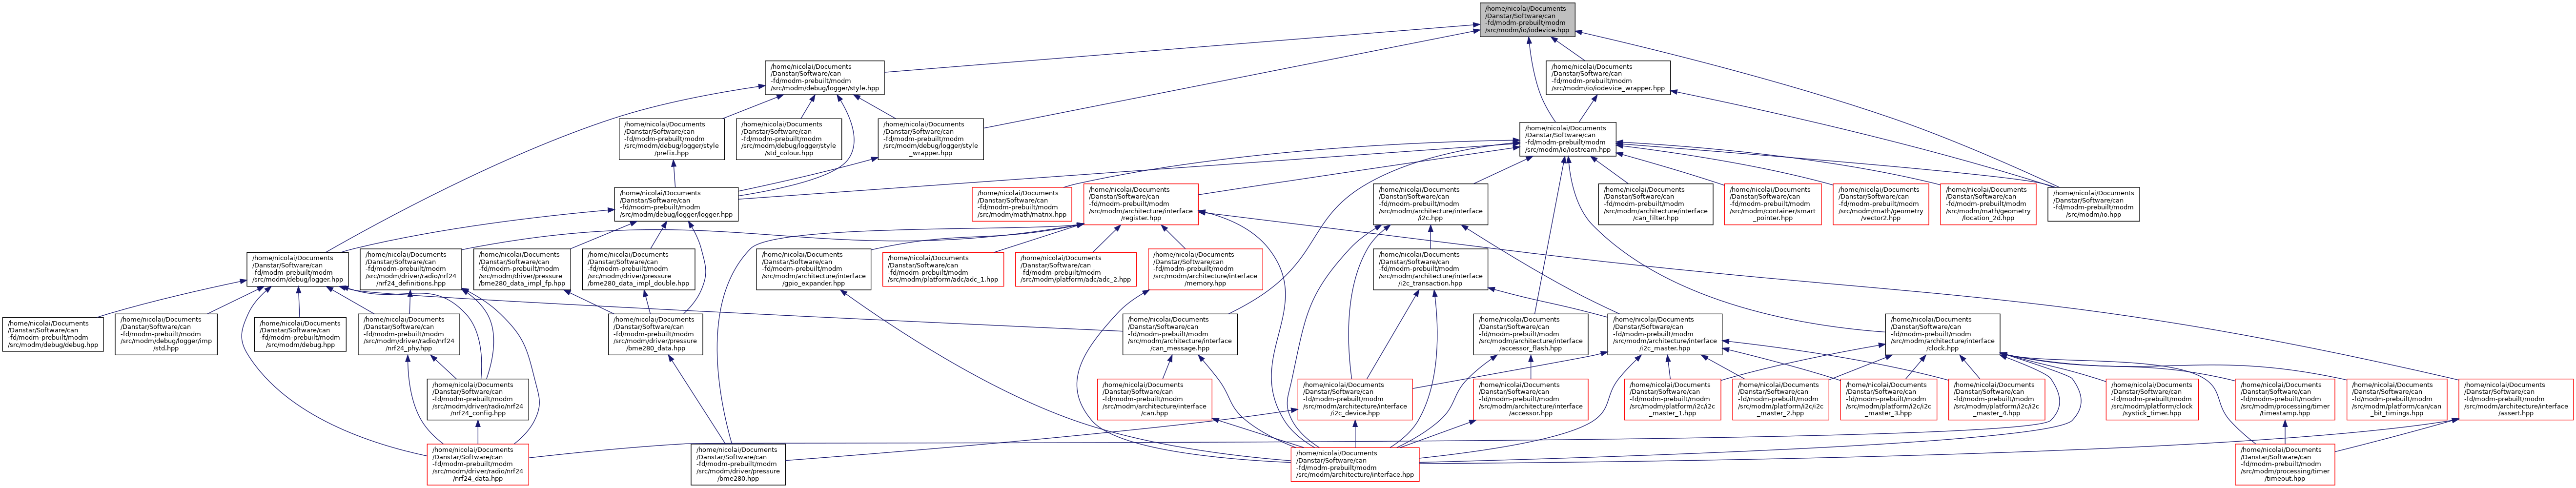 /home/nicolai/Documents
/Danstar/Software/can
-fd/modm-prebuilt/modm
/src/modm/io/iodevice.hpp
/home/nicolai/Documents
/Danstar/Software/can
-fd/modm-prebuilt/modm
/src/modm/debug/logger/style.hpp
/home/nicolai/Documents
/Danstar/Software/can
-fd/modm-prebuilt/modm
/src/modm/io/iodevice_wrapper.hpp
/home/nicolai/Documents
/Danstar/Software/can
-fd/modm-prebuilt/modm
/src/modm/debug/logger/style
/prefix.hpp
/home/nicolai/Documents
/Danstar/Software/can
-fd/modm-prebuilt/modm
/src/modm/debug/logger/style
/std_colour.hpp
/home/nicolai/Documents
/Danstar/Software/can
-fd/modm-prebuilt/modm
/src/modm/debug/logger/style
_wrapper.hpp
/home/nicolai/Documents
/Danstar/Software/can
-fd/modm-prebuilt/modm
/src/modm/io/iostream.hpp
/home/nicolai/Documents
/Danstar/Software/can
-fd/modm-prebuilt/modm
/src/modm/debug/logger/logger.hpp
/home/nicolai/Documents
/Danstar/Software/can
-fd/modm-prebuilt/modm
/src/modm/math/matrix.hpp
/home/nicolai/Documents
/Danstar/Software/can
-fd/modm-prebuilt/modm
/src/modm/architecture/interface
/register.hpp
/home/nicolai/Documents
/Danstar/Software/can
-fd/modm-prebuilt/modm
/src/modm/architecture/interface
/i2c.hpp
/home/nicolai/Documents
/Danstar/Software/can
-fd/modm-prebuilt/modm
/src/modm/architecture/interface
/can_filter.hpp
/home/nicolai/Documents
/Danstar/Software/can
-fd/modm-prebuilt/modm
/src/modm/container/smart
_pointer.hpp
/home/nicolai/Documents
/Danstar/Software/can
-fd/modm-prebuilt/modm
/src/modm/math/geometry
/vector2.hpp
/home/nicolai/Documents
/Danstar/Software/can
-fd/modm-prebuilt/modm
/src/modm/math/geometry
/location_2d.hpp
/home/nicolai/Documents
/Danstar/Software/can
-fd/modm-prebuilt/modm
/src/modm/io.hpp
/home/nicolai/Documents
/Danstar/Software/can
-fd/modm-prebuilt/modm
/src/modm/debug/logger.hpp
/home/nicolai/Documents
/Danstar/Software/can
-fd/modm-prebuilt/modm
/src/modm/driver/radio/nrf24
/nrf24_definitions.hpp
/home/nicolai/Documents
/Danstar/Software/can
-fd/modm-prebuilt/modm
/src/modm/driver/pressure
/bme280_data_impl_fp.hpp
/home/nicolai/Documents
/Danstar/Software/can
-fd/modm-prebuilt/modm
/src/modm/driver/pressure
/bme280_data_impl_double.hpp
/home/nicolai/Documents
/Danstar/Software/can
-fd/modm-prebuilt/modm
/src/modm/architecture/interface
/gpio_expander.hpp
/home/nicolai/Documents
/Danstar/Software/can
-fd/modm-prebuilt/modm
/src/modm/platform/adc/adc_1.hpp
/home/nicolai/Documents
/Danstar/Software/can
-fd/modm-prebuilt/modm
/src/modm/platform/adc/adc_2.hpp
/home/nicolai/Documents
/Danstar/Software/can
-fd/modm-prebuilt/modm
/src/modm/architecture/interface
/memory.hpp
/home/nicolai/Documents
/Danstar/Software/can
-fd/modm-prebuilt/modm
/src/modm/architecture/interface
/i2c_transaction.hpp
/home/nicolai/Documents
/Danstar/Software/can
-fd/modm-prebuilt/modm
/src/modm/debug/debug.hpp
/home/nicolai/Documents
/Danstar/Software/can
-fd/modm-prebuilt/modm
/src/modm/debug/logger/imp
/std.hpp
/home/nicolai/Documents
/Danstar/Software/can
-fd/modm-prebuilt/modm
/src/modm/debug.hpp
/home/nicolai/Documents
/Danstar/Software/can
-fd/modm-prebuilt/modm
/src/modm/driver/radio/nrf24
/nrf24_phy.hpp
/home/nicolai/Documents
/Danstar/Software/can
-fd/modm-prebuilt/modm
/src/modm/driver/pressure
/bme280_data.hpp
/home/nicolai/Documents
/Danstar/Software/can
-fd/modm-prebuilt/modm
/src/modm/architecture/interface
/can_message.hpp
/home/nicolai/Documents
/Danstar/Software/can
-fd/modm-prebuilt/modm
/src/modm/architecture/interface
/accessor_flash.hpp
/home/nicolai/Documents
/Danstar/Software/can
-fd/modm-prebuilt/modm
/src/modm/architecture/interface
/i2c_master.hpp
/home/nicolai/Documents
/Danstar/Software/can
-fd/modm-prebuilt/modm
/src/modm/architecture/interface
/clock.hpp
/home/nicolai/Documents
/Danstar/Software/can
-fd/modm-prebuilt/modm
/src/modm/driver/radio/nrf24
/nrf24_config.hpp
/home/nicolai/Documents
/Danstar/Software/can
-fd/modm-prebuilt/modm
/src/modm/architecture/interface
/can.hpp
/home/nicolai/Documents
/Danstar/Software/can
-fd/modm-prebuilt/modm
/src/modm/architecture/interface
/i2c_device.hpp
/home/nicolai/Documents
/Danstar/Software/can
-fd/modm-prebuilt/modm
/src/modm/architecture/interface
/accessor.hpp
/home/nicolai/Documents
/Danstar/Software/can
-fd/modm-prebuilt/modm
/src/modm/platform/i2c/i2c
_master_1.hpp
/home/nicolai/Documents
/Danstar/Software/can
-fd/modm-prebuilt/modm
/src/modm/platform/i2c/i2c
_master_2.hpp
/home/nicolai/Documents
/Danstar/Software/can
-fd/modm-prebuilt/modm
/src/modm/platform/i2c/i2c
_master_3.hpp
/home/nicolai/Documents
/Danstar/Software/can
-fd/modm-prebuilt/modm
/src/modm/platform/i2c/i2c
_master_4.hpp
/home/nicolai/Documents
/Danstar/Software/can
-fd/modm-prebuilt/modm
/src/modm/platform/clock
/systick_timer.hpp
/home/nicolai/Documents
/Danstar/Software/can
-fd/modm-prebuilt/modm
/src/modm/processing/timer
/timestamp.hpp
/home/nicolai/Documents
/Danstar/Software/can
-fd/modm-prebuilt/modm
/src/modm/platform/can/can
_bit_timings.hpp
/home/nicolai/Documents
/Danstar/Software/can
-fd/modm-prebuilt/modm
/src/modm/architecture/interface
/assert.hpp
/home/nicolai/Documents
/Danstar/Software/can
-fd/modm-prebuilt/modm
/src/modm/driver/radio/nrf24
/nrf24_data.hpp
/home/nicolai/Documents
/Danstar/Software/can
-fd/modm-prebuilt/modm
/src/modm/driver/pressure
/bme280.hpp
/home/nicolai/Documents
/Danstar/Software/can
-fd/modm-prebuilt/modm
/src/modm/architecture/interface.hpp
/home/nicolai/Documents
/Danstar/Software/can
-fd/modm-prebuilt/modm
/src/modm/processing/timer
/timeout.hpp